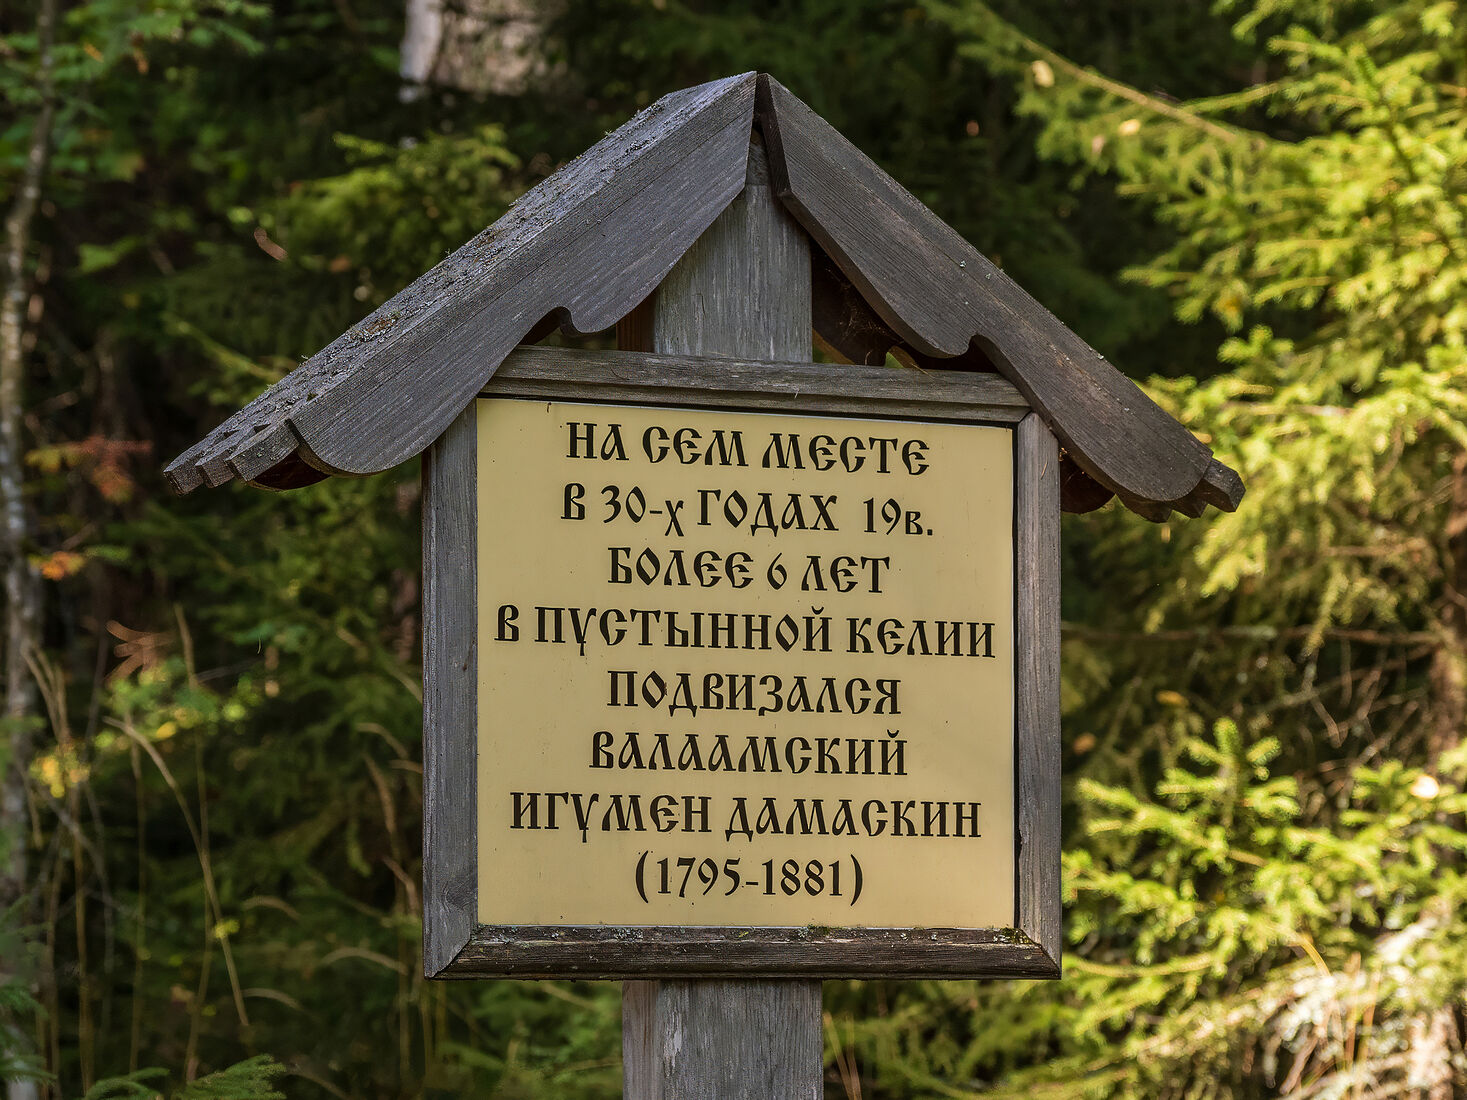 НА СЕМ МЕСТЕ
В 30-х ГОДАХ 19в.
БОЛЕЕ 6 ЛЕТ
В ПУСТЫННОЙ КЕЛИИ
ПОДВИЗАЛСЯ
ВАЛААМСКИЙ
ИГУМЕН ДАМАСКИН
(1795-1881)